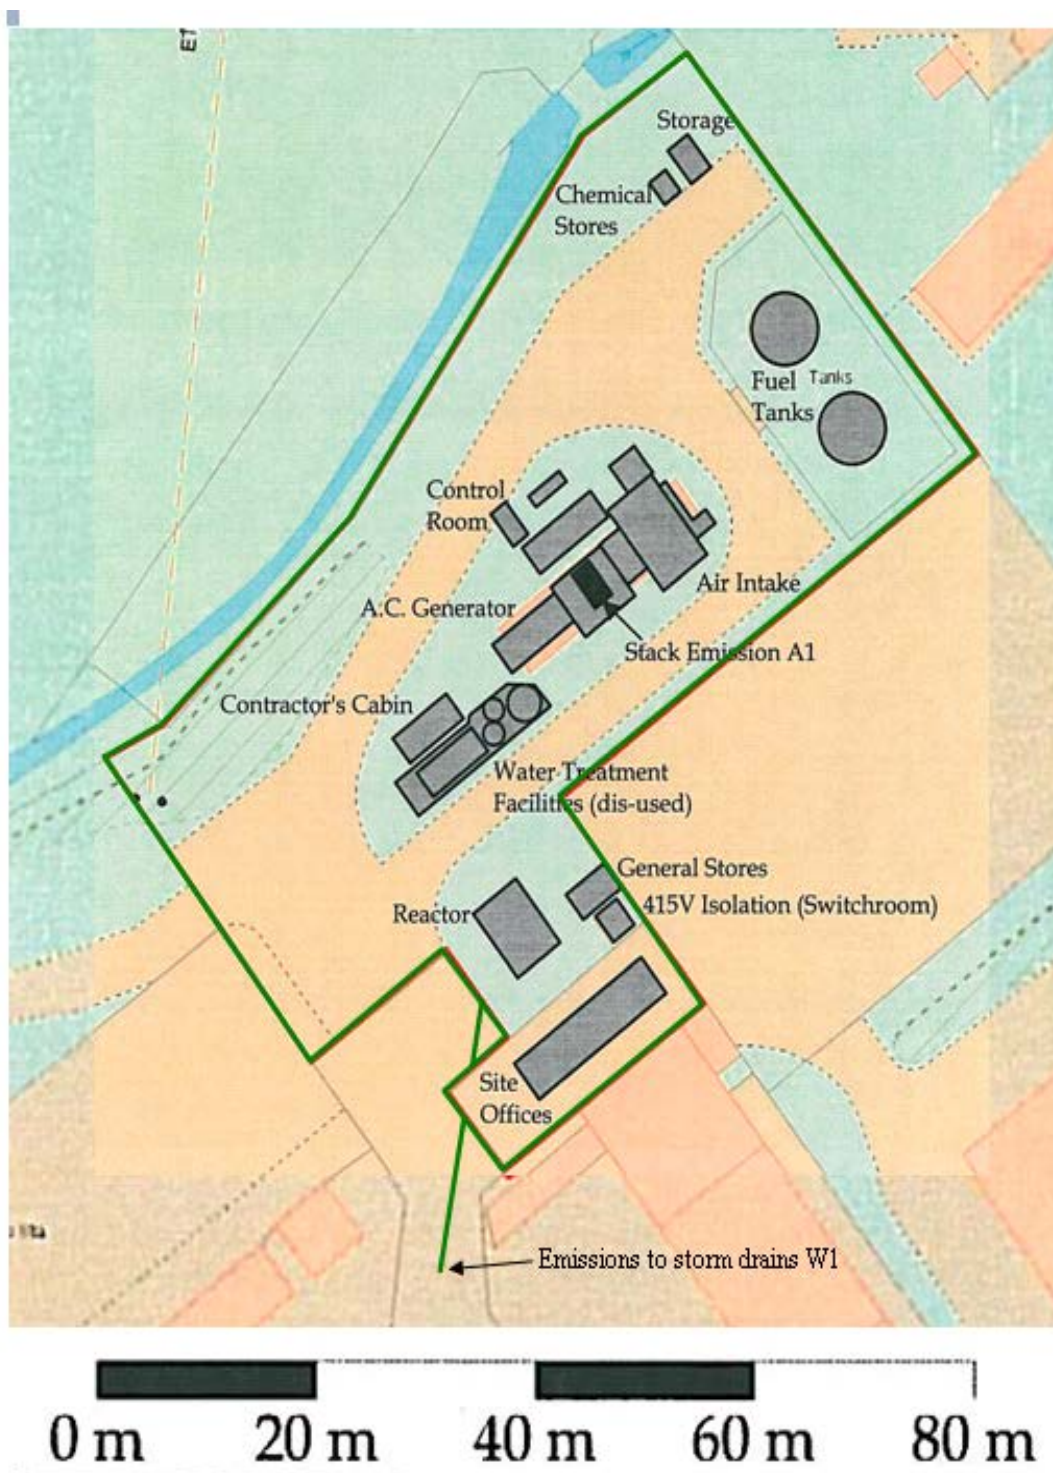 ET
Storage
Chemical
Stores
Fuel Tanks
Tanks
Control
Room
Air Intake
A.C. Generator
Stack Emission A1
Contractor's Cabin
Water Treatment
Facilities (dis-used)
General Stores
415V Isolation (Switchroom)
Reactor
Site
Offices
Emissions to storm drains W1
0 m 20 m 40 m 60 m 80 m